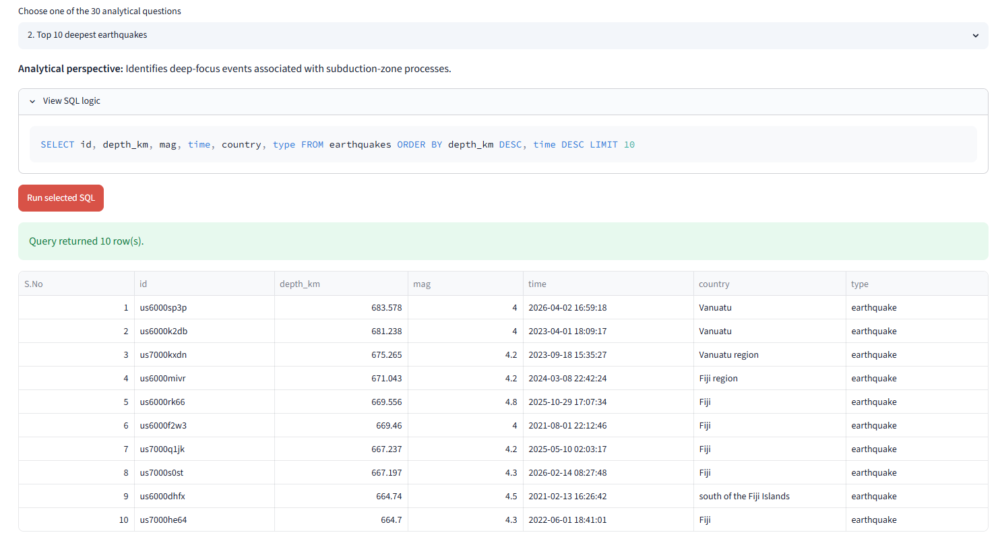 Choose one of the 30 analytical questions
2. Top 10 deepest earthquakes
Analytical perspective: Identifies deep-focus events associated with subduction-zone processes.
View SQL logic
SELECT id, depth_km, mag, time, country, type FROM earthquakes ORDER BY depth_km DESC, time DESC LIMIT 10
Run selected SQL
Query returned 10 row(s).
S.No id depth_km mag time country type
1 us6000sp3p 683.578 4 2026-04-02 16:59:18 Vanuatu earthquake
2 us6000k2db 681.238 4 2023-04-01 18:09:17 Vanuatu earthquake
3 us7000kxdn 675.265 4.2 2023-09-18 15:35:27 Vanuatu region earthquake
4 us6000mivr 671.043 4.2 2024-03-08 22:42:24 Fiji region earthquake
5 us6000rk66 669.556 4.8 2025-10-29 17:07:34 Fiji earthquake
6 us6000f2w3 669.46 4 2021-08-01 22:12:46 Fiji earthquake
7 us7000q1jk 667.237 4.2 2025-05-10 02:03:17 Fiji earthquake
8 us7000s0st 667.197 4.3 2026-02-14 08:27:48 Fiji earthquake
9 us6000dhfx 664.74 4.5 2021-02-13 16:26:42 south of the Fiji Islands earthquake
10 us7000he64 664.7 4.3 2022-06-01 18:41:01 Fiji earthquake